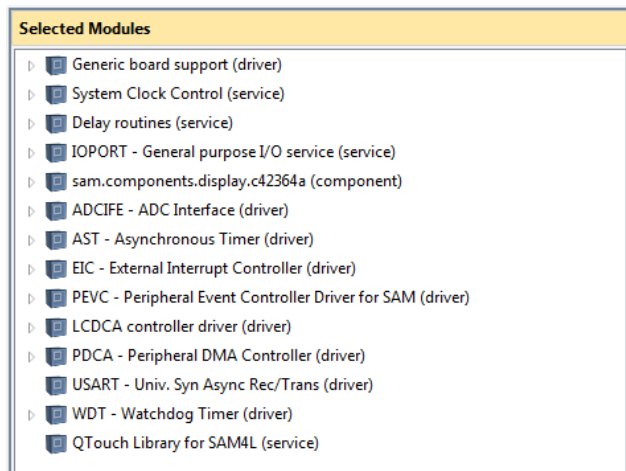 Selected Modules
Generic board support (driver)
System Clock Control (service)
Delay routines (service)
IOPORT - General purpose I/O service (service)
sam.components.display.c42364a (component)
ADCIFE - ADC Interface (driver)
AST - Asynchronous Timer (driver)
EIC - External Interrupt Controller (driver)
PEVC - Peripheral Event Controller Driver for SAM (driver)
LCDCA controller driver (driver)
PDCA - Peripheral DMA Controller (driver)
USART - Univ. Syn Async Rec/Trans (driver)
WDT - Watchdog Timer (driver)
QTouch Library for SAM4L (service)